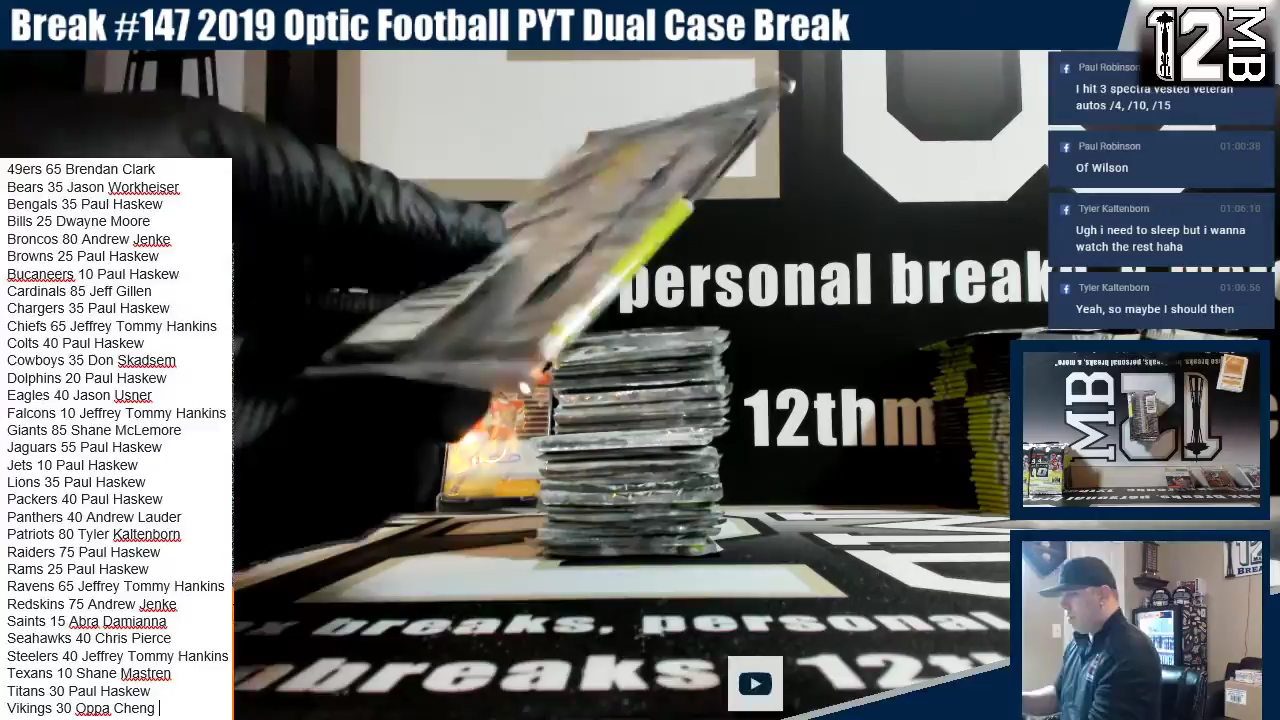 Break #147 2019 Optic Football PYT Dual Case Break
12
MB
Paul Robinson
I hit 3 spectra vested veteran
autos /4, /10, /15
Paul Robinson 01:00:38
Of Wilson
Tyler Kaltenborn 01:06:10
Ugh i need to sleep but i wanna
watch the rest haha
Tyler Kaltenborn 01:06:56
Yeah, so maybe I should then
49ers 65 Brendan Clark
Bears 35 Jason Workheiser
Bengals 35 Paul Haskew
Bills 25 Dwayne Moore
Broncos 80 Andrew Jenke
Browns 25 Paul Haskew
Bucaneers 10 Paul Haskew
Cardinals 85 Jeff Gillen
Chargers 35 Paul Haskew
Chiefs 65 Jeffrey Tommy Hankins
Colts 40 Paul Haskew
Cowboys 35 Don Skadsem
Dolphins 20 Paul Haskew
Eagles 40 Jason Usner
Falcons 10 Jeffrey Tommy Hankins
Giants 85 Shane McLemore
Jaguars 55 Paul Haskew
Jets 10 Paul Haskew
Lions 35 Paul Haskew
Packers 40 Paul Haskew
Panthers 40 Andrew Lauder
Patriots 80 Tyler Kaltenborn
Raiders 75 Paul Haskew
Rams 25 Paul Haskew
Ravens 65 Jeffrey Tommy Hankins
Redskins 75 Andrew Jenke
Saints 15 Abra Damianna
Seahawks 40 Chris Pierce
Steelers 40 Jeffrey Tommy Hankins
Texans 10 Shane Mastren
Titans 30 Paul Haskew
Vikings 30 Oppa Cheng
personal break
12thm
breaks, personal
breaks 12t
MB
12